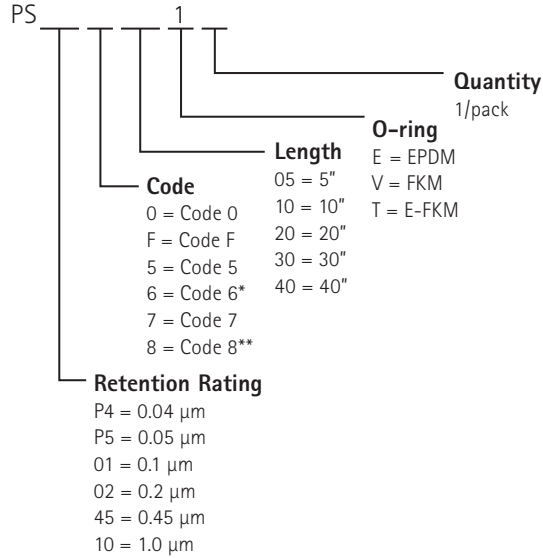 PS 1
Quantity
1/pack
O-ring
E = EPDM
V = FKM
T = E-FKM
Length
05 = 5"
10 = 10"
20 = 20"
30 = 30"
40 = 40"
Code
0 = Code 0
F = Code F
5 = Code 5
6 = Code 6*
7 = Code 7
8 = Code 8**
Retention Rating
P4 = 0.04 µm
P5 = 0.05 µm
01 = 0.1 µm
02 = 0.2 µm
45 = 0.45 µm
10 = 1.0 µm